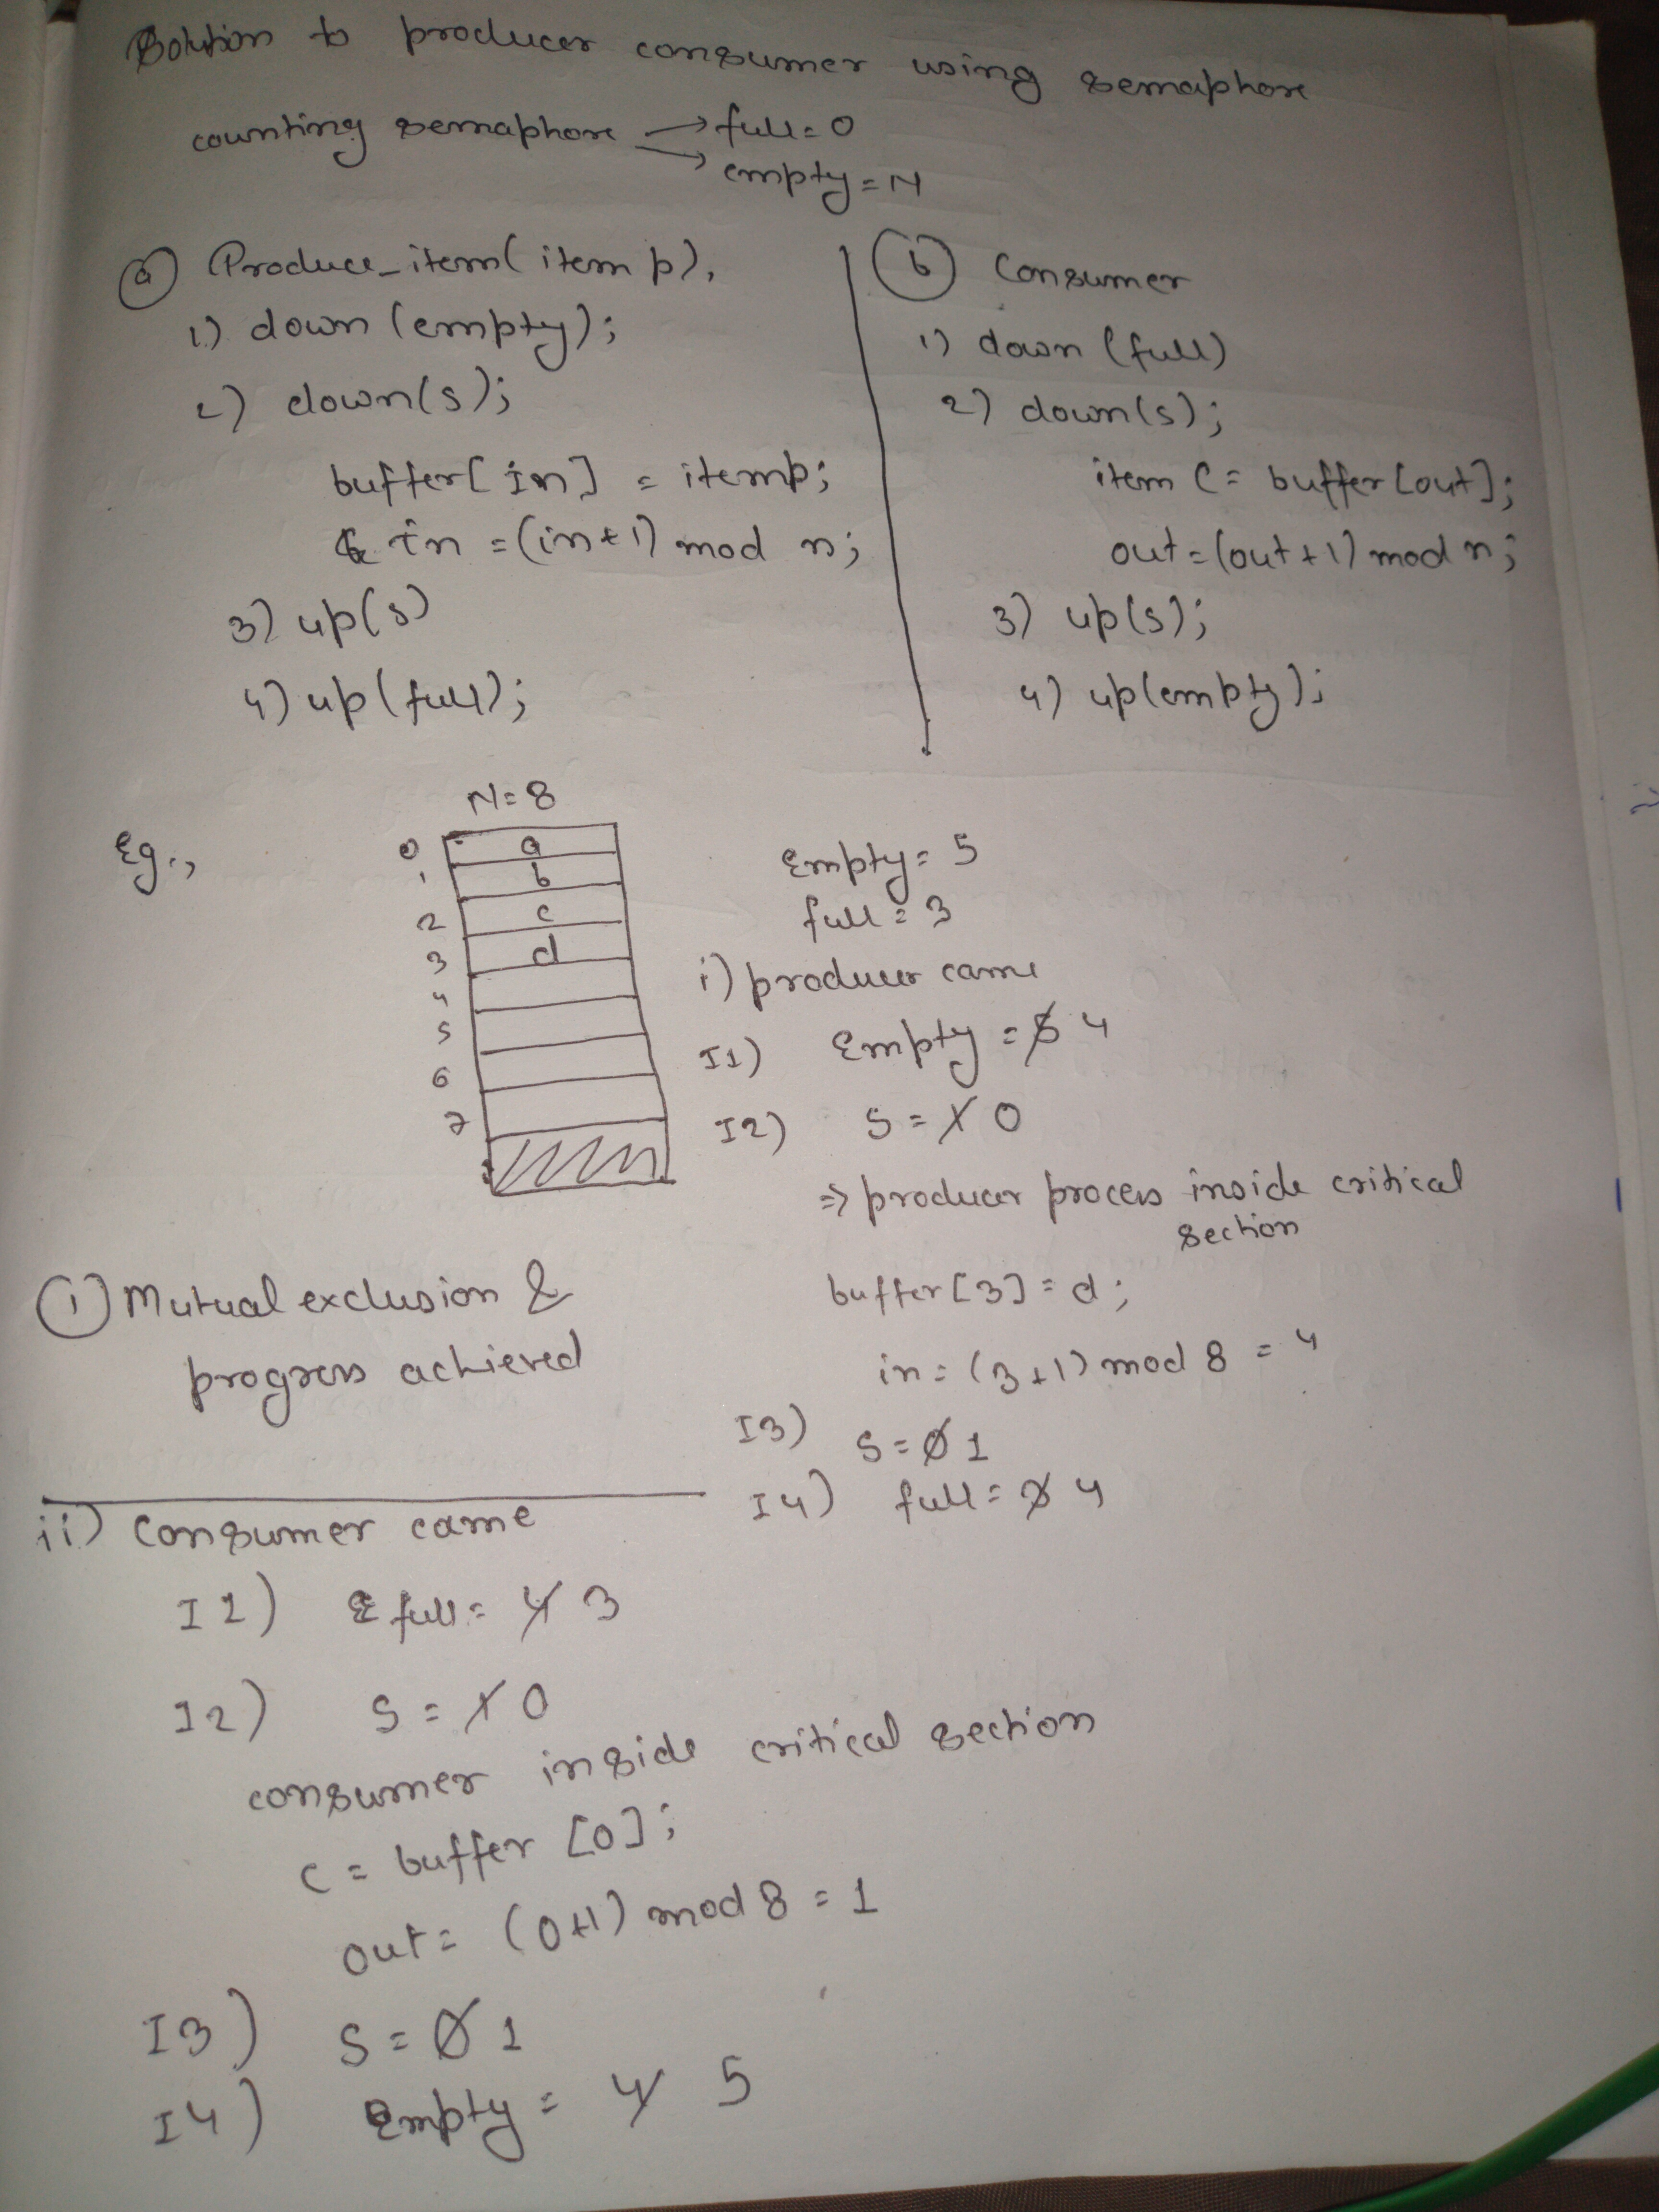 Solution to producer consumer using semaphore
counting semaphore → full = 0
→ empty = N
(a) Produce_item( item p),
1) down (empty);
2) down(s);
buffer[ in ] = itemp;
in = (in+1) mod n;
3) up(s)
4) up(full);
(b) Consumer
1) down (full)
2) down(s);
item C = buffer[out];
out = (out+1) mod n;
3) up(s);
4) up(empty);
Eg.,
N=8
0 a
1 b
2 c
3 d
4
5
6
7
Empty = 5
full = 3
i) producer came
I1) Empty = 5 4
I2) S = 1 0
⇒ producer process inside critical
section
buffer[3] = d;
in = (3+1) mod 8 = 4
I3) S = 0 1
I4) full = 3 4
(1) Mutual exclusion &
progress achieved
ii) consumer came
I1) full = 4 3
I2) S = 1 0
consumer inside critical section
C = buffer [0];
out = (0+1) mod 8 = 1
I3) S = 0 1
I4) Empty = 4 5